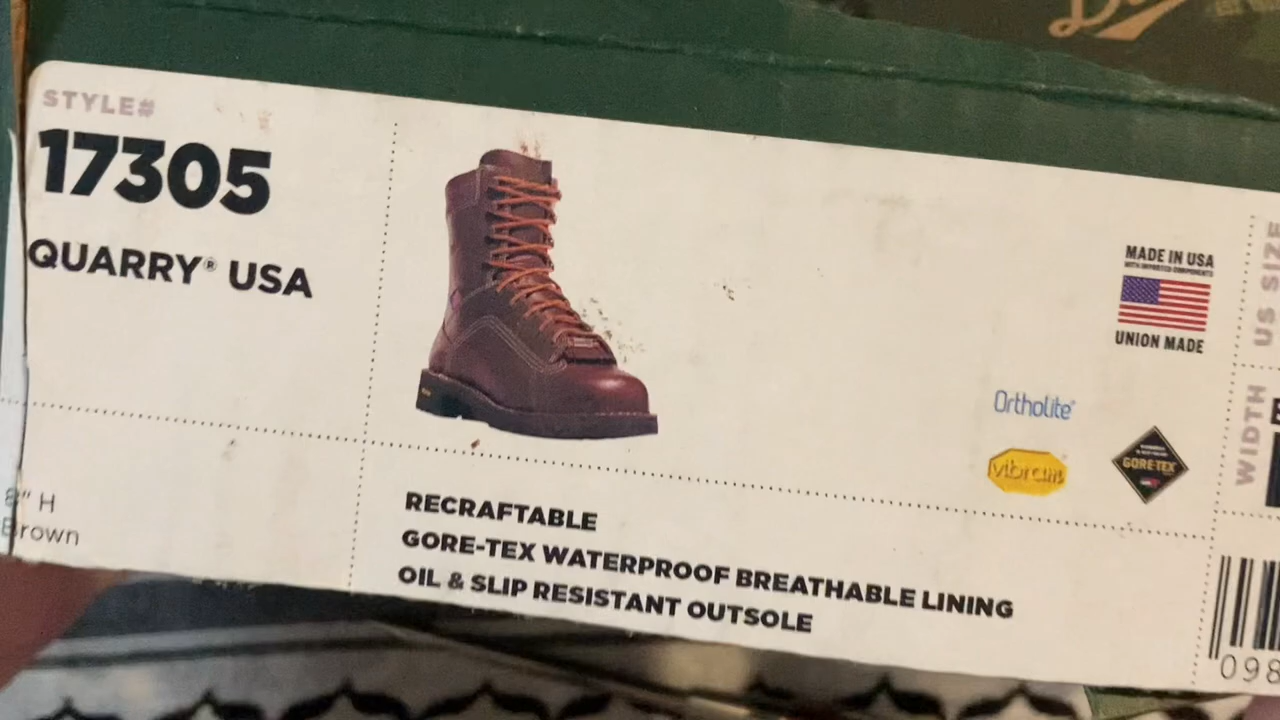 STYLE#
17305
QUARRY® USA
8" H
Brown
RECRAFTABLE
GORE-TEX WATERPROOF BREATHABLE LINING
OIL & SLIP RESISTANT OUTSOLE
MADE IN USA
WITH IMPORTED COMPONENTS
UNION MADE
OrthoLite
vibram
GORE-TEX
US SIZE
WIDTH
098